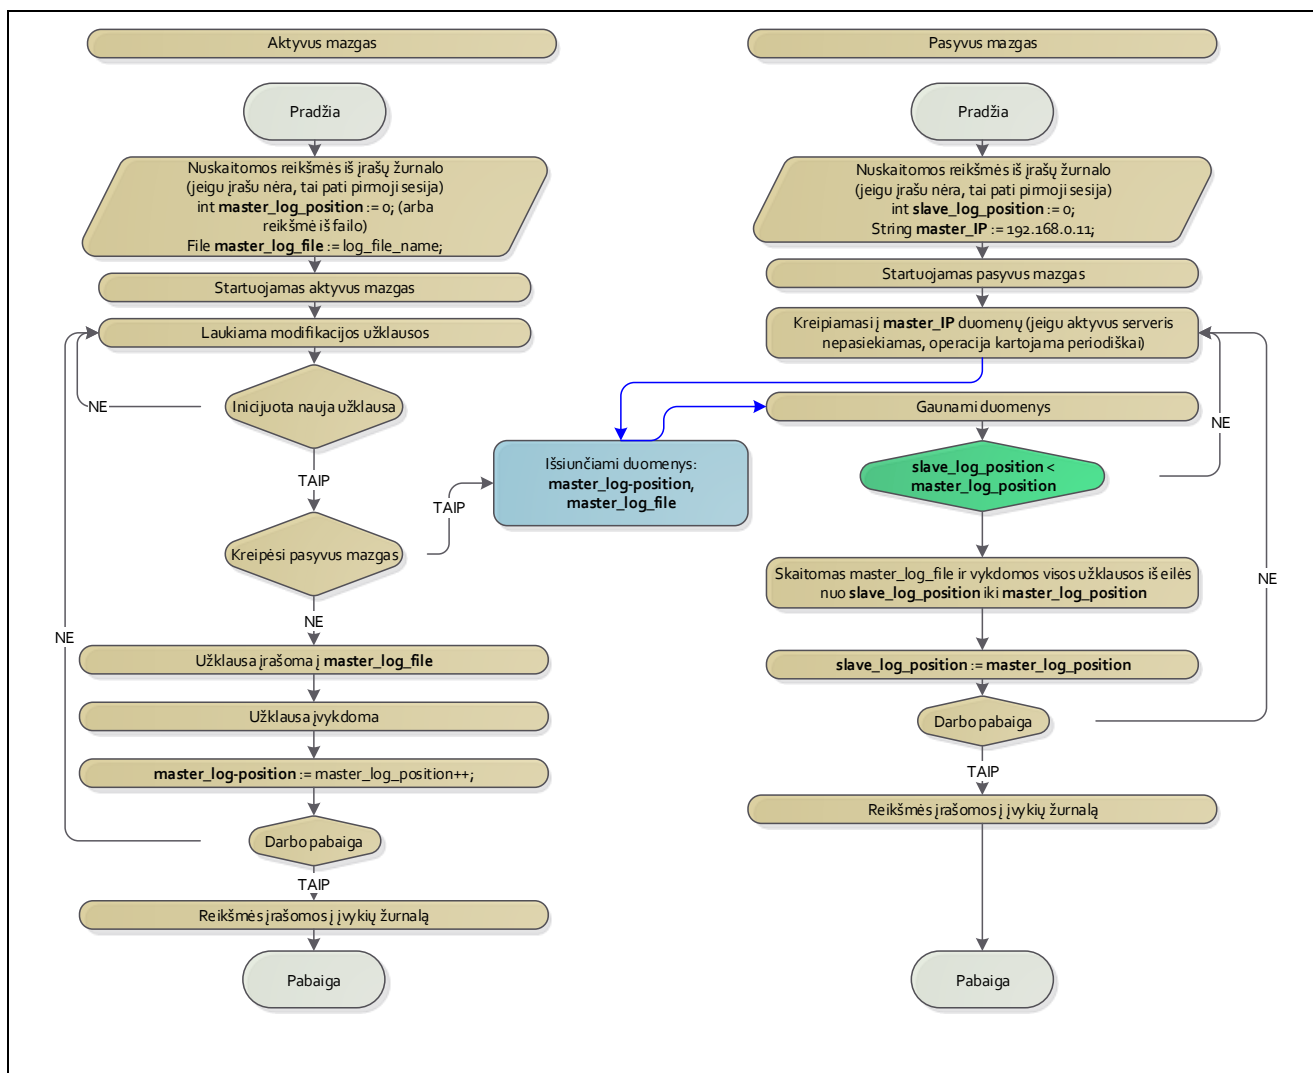 Aktyvus mazgas
Pradžia
Nuskaitomos reikšmės iš įrašų žurnalo
(jeigu įrašu nėra, tai pati pirmoji sesija)
int master_log_position := 0; (arba
reikšmė iš failo)
File master_log_file := log_file_name;
Startuojamas aktyvus mazgas
Laukiama modifikacijos užklausos
NE
Inicijuota nauja užklausa
TAIP
Kreipėsi pasyvus mazgas
TAIP
NE
NE
Užklausa įrašoma į master_log_file
Užklausa įvykdoma
master_log-position := master_log_position++;
Darbo pabaiga
TAIP
Reikšmės įrašomos į įvykių žurnalą
Pabaiga
Išsiunčiami duomenys:
master_log-position,
master_log_file
Pasyvus mazgas
Pradžia
Nuskaitomos reikšmės iš įrašų žurnalo
(jeigu įrašu nėra, tai pati pirmoji sesija)
int slave_log_position := 0;
String master_IP := 192.168.0.11;
Startuojamas pasyvus mazgas
Kreipiamasi į master_IP duomenų (jeigu aktyvus serveris
nepasiekiamas, operacija kartojama periodiškai)
Gaunami duomenys
NE
slave_log_position <
master_log_position
Skaitomas master_log_file ir vykdomos visos užklausos iš eilės
nuo slave_log_position iki master_log_position
NE
slave_log_position := master_log_position
Darbo pabaiga
TAIP
Reikšmės įrašomos į įvykių žurnalą
Pabaiga